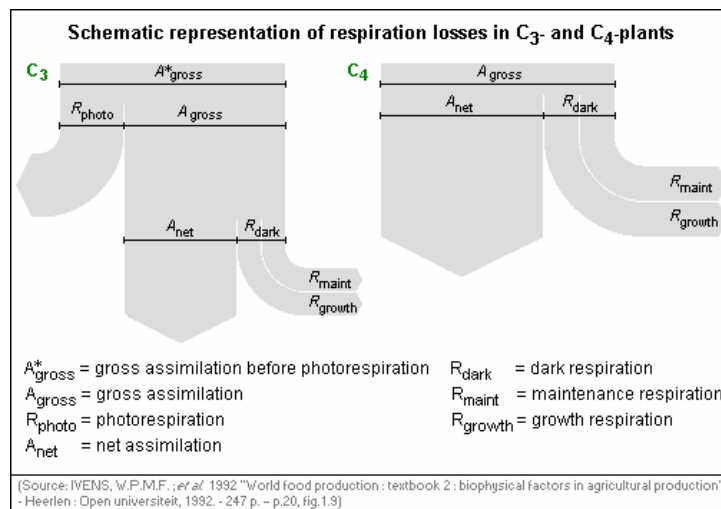 Schematic representation of respiration losses in C3- and C4-plants
C3
A*gross
Rphoto
Agross
Anet
Rdark
Rmaint
Rgrowth
C4
Agross
Anet
Rdark
Rmaint
Rgrowth
A*gross = gross assimilation before photorespiration
Agross = gross assimilation
Rphoto = photorespiration
Anet = net assimilation
Rdark = dark respiration
Rmaint = maintenance respiration
Rgrowth = growth respiration
(Source: IVENS, W.P.M.F. ; et al. 1992 "World food production : textbook 2 : biophysical factors in agricultural production"
- Heerlen : Open universiteit, 1992. - 247 p. – p.20, fig.1.9)